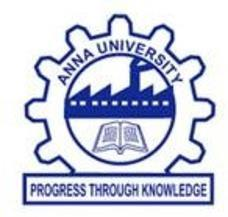 ANNA UNIVERSITY
PROGRESS THROUGH KNOWLEDGE